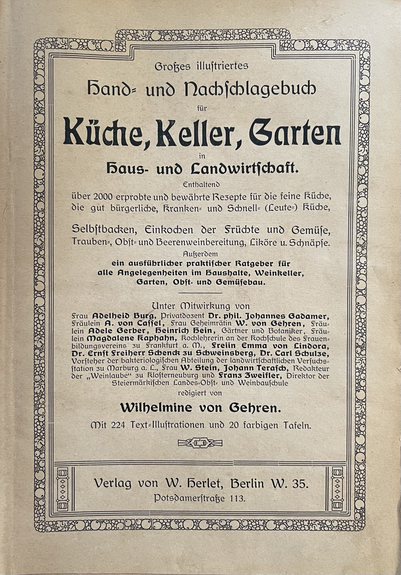 Großes illustriertes
Hand- und Nachschlagebuch
für
Küche, Keller, Garten
in
Haus- und Landwirtschaft.
Enthaltend
über 2000 erprobte und bewährte Rezepte für die feine Küche,
die gut bürgerliche, Kranken- und Schnell- (Leute-) Küche,
Selbstbacken, Einkochen der Früchte und Gemüse,
Trauben-, Obst- und Beerenweinbereitung, Liköre u. Schnäpse.
Außerdem
ein ausführlicher praktischer Ratgeber für
alle Angelegenheiten im Haushalte, Weinkeller,
Garten, Obst- und Gemüsebau.
Unter Mitwirkung von
Frau Adelheid Burg, Privatdozent Dr. phil. Johannes Gadamer,
Fräulein A. von Cassel, Frau Geheimrätin W. von Gehren, Fräu-
lein Adele Gerber, Heinrich Hein, Gärtner und Botaniker, Fräu-
lein Magdalene Kaphahn, Kochlehrerin an der Kochschule des Frauen-
bildungsvereins zu Frankfurt a. M., Freiin Emma von Lindora,
Dr. Ernst Freiherr Schenck zu Schweinsberg, Dr. Carl Schulze,
Vorsteher der bakteriologischen Abteilung der landwirtschaftlichen Versuchs-
station zu Marburg a. L., Frau W. Stein, Johann Terasch, Redakteur
der „Weinlaube" zu Klosterneuburg und Franz Zweifler, Direktor der
Steiermärkischen Landes-Obst- und Weinbauschule
redigiert von
Wilhelmine von Gehren.
Mit 224 Text-Illustrationen und 20 farbigen Tafeln.
Verlag von W. Herlet, Berlin W. 35.
Potsdamerstraße 113.